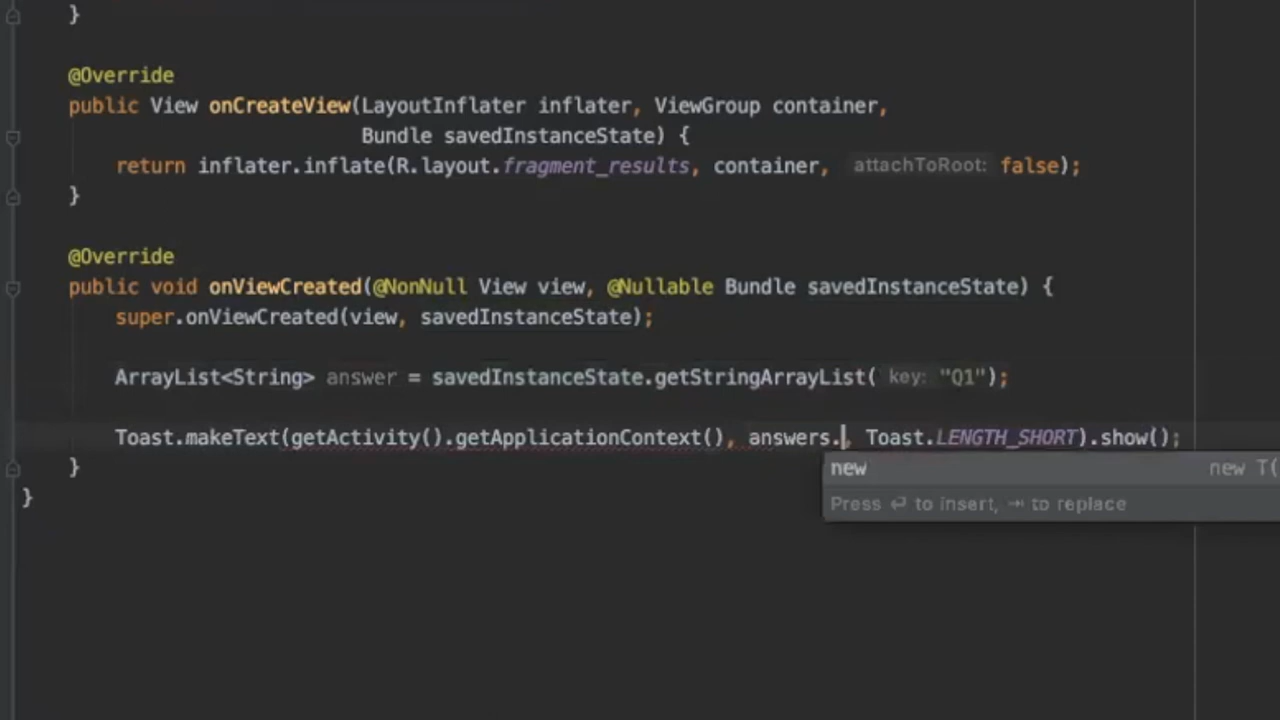 }
@Override
public View onCreateView(LayoutInflater inflater, ViewGroup container,
Bundle savedInstanceState) {
return inflater.inflate(R.layout.fragment_results, container, attachToRoot: false);
}
@Override
public void onViewCreated(@NonNull View view, @Nullable Bundle savedInstanceState) {
super.onViewCreated(view, savedInstanceState);
ArrayList<String> answer = savedInstanceState.getStringArrayList( key: "Q1");
Toast.makeText(getActivity().getApplicationContext(), answers., Toast.LENGTH_SHORT).show();
new new T(
}
Press ↵ to insert, ⇥ to replace
}